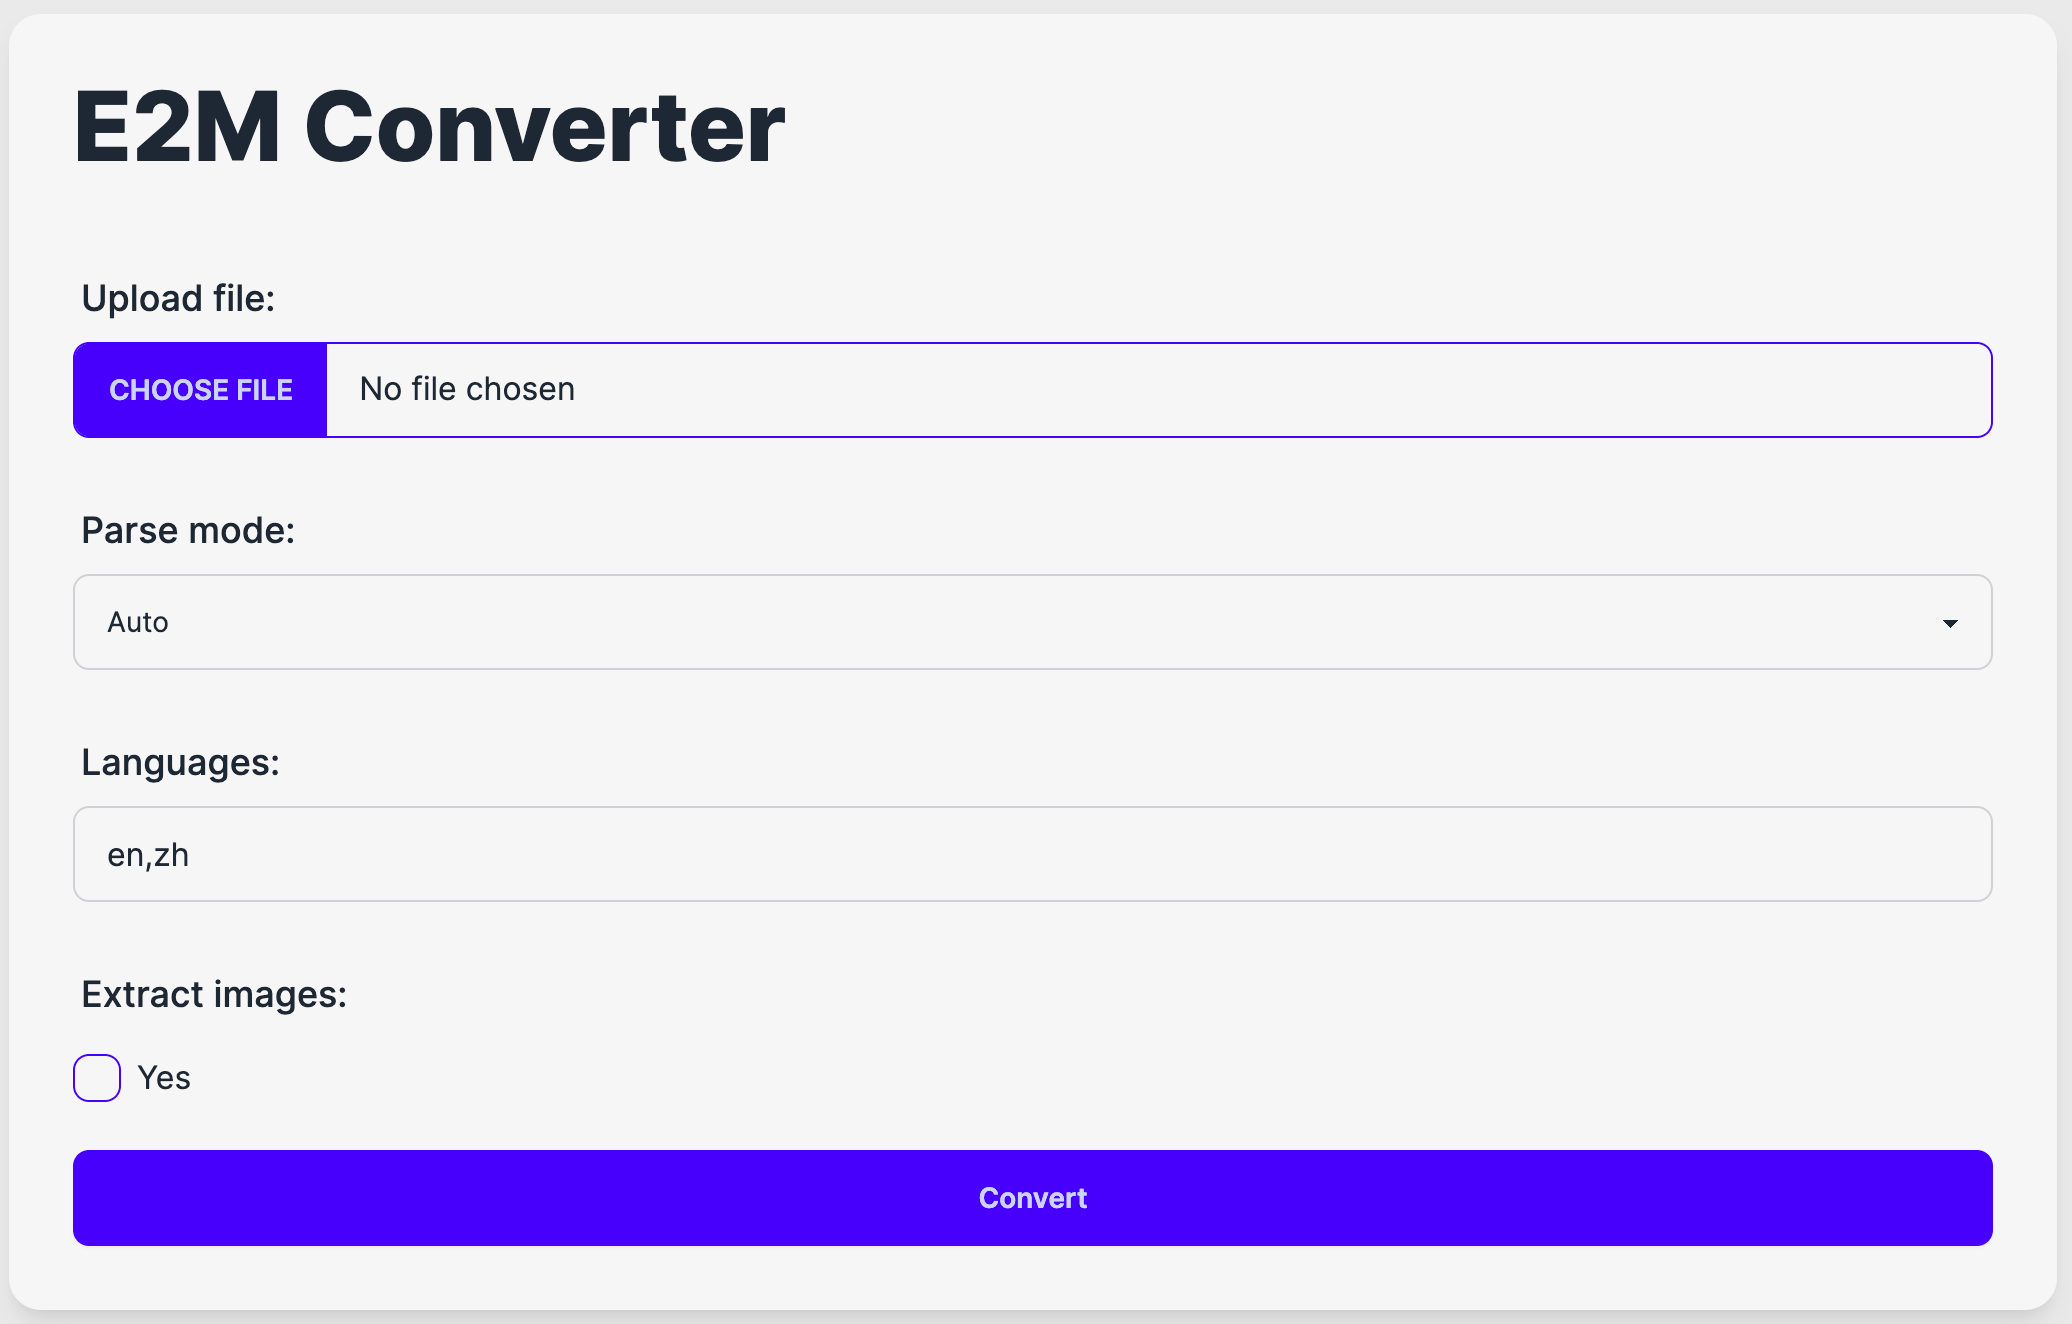 E2M Converter
Upload file:
CHOOSE FILE No file chosen
Parse mode:
Auto
Languages:
en,zh
Extract images:
Yes
Convert